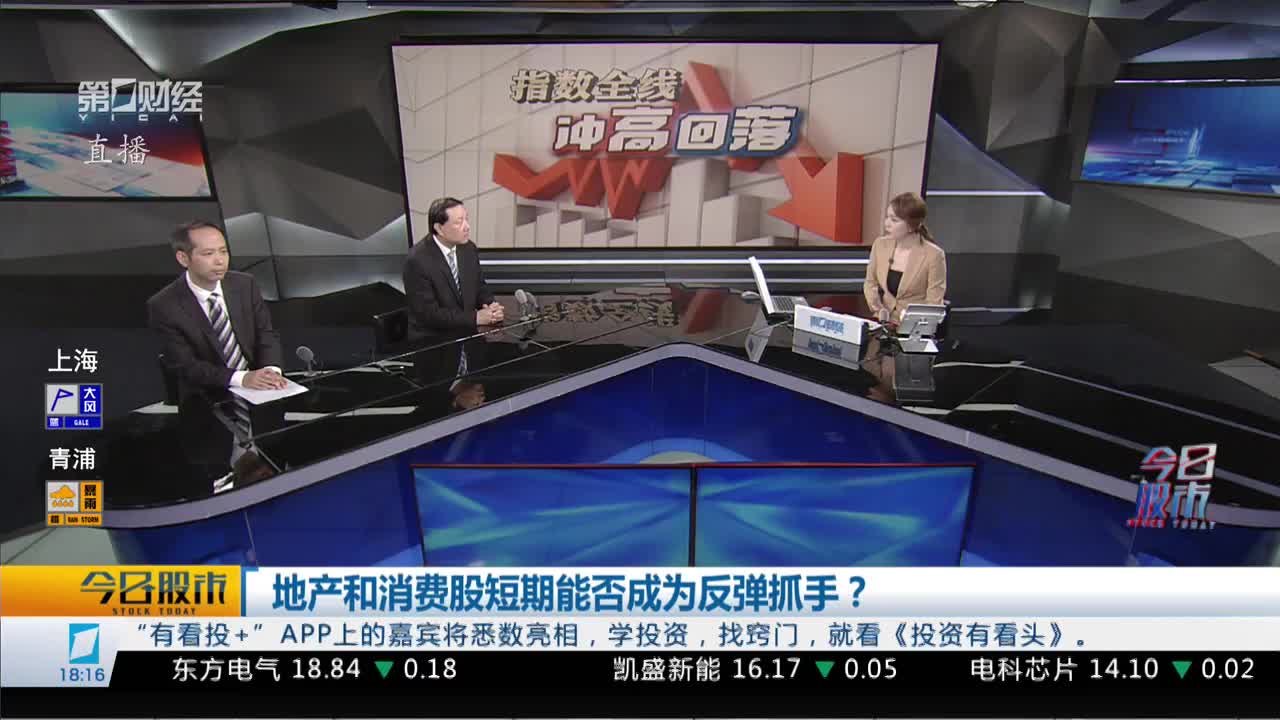 第一财经
YICAI
直播
指数全线
冲高回落
上海
大风
蓝 GALE
青浦
暴雨
橙 RAIN STORM
今日股市
STOCK TODAY
今日股市
STOCK TODAY
地产和消费股短期能否成为反弹抓手？
“有看投+”APP上的嘉宾将悉数亮相，学投资，找窍门，就看《投资有看头》。
18:16
东方电气 18.84 ▼ 0.18 凯盛新能 16.17 ▼ 0.05 电科芯片 14.10 ▼ 0.02